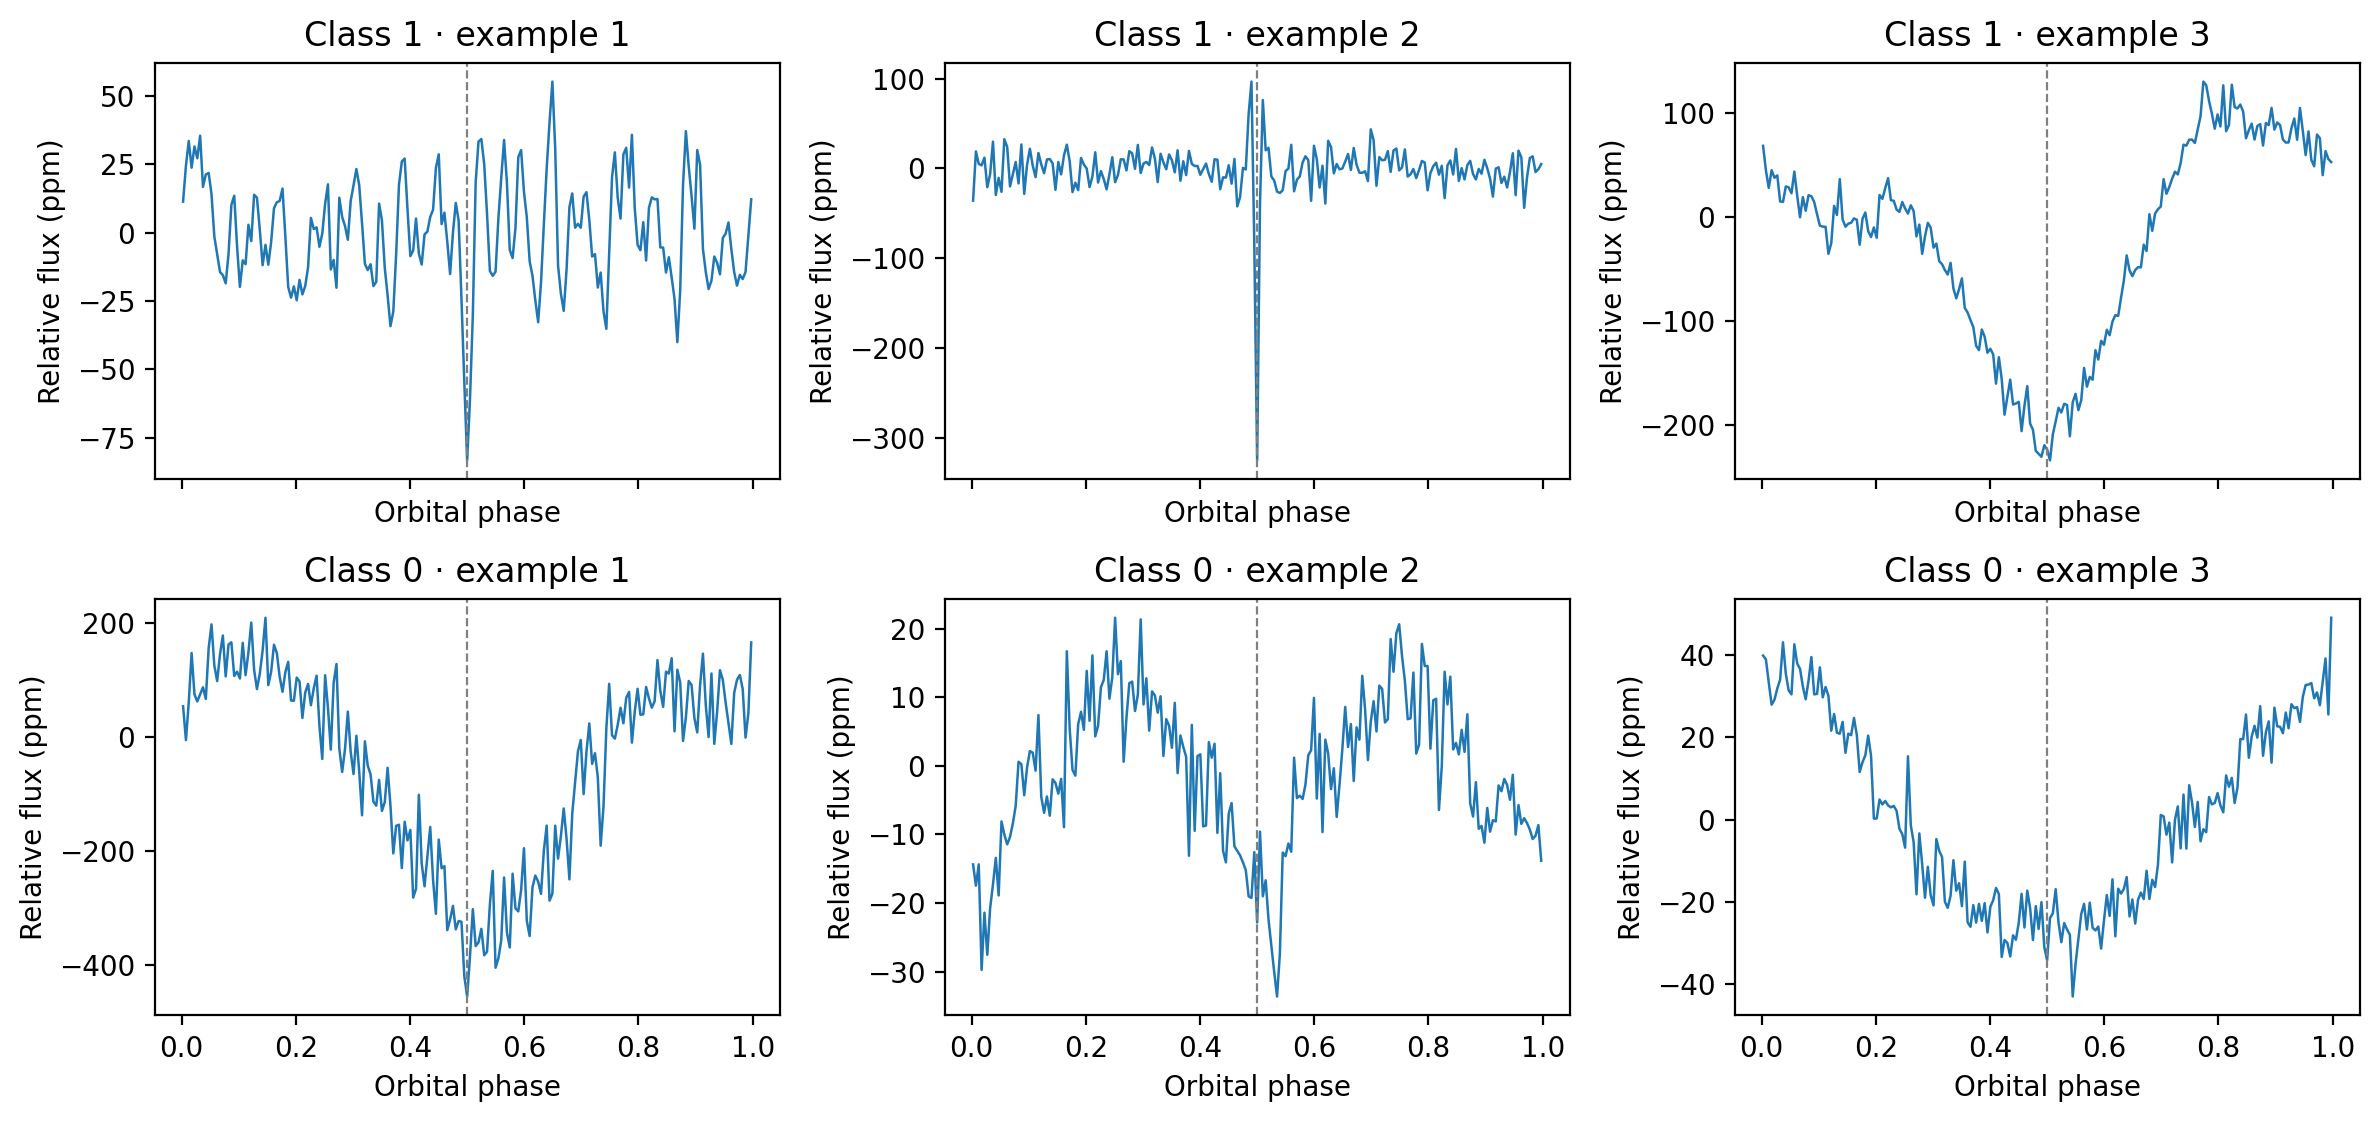 Class 1 · example 1
Class 1 · example 2
Class 1 · example 3
Relative flux (ppm)
50
25
0
−25
−50
−75
Orbital phase
Relative flux (ppm)
100
0
−100
−200
−300
Orbital phase
Relative flux (ppm)
100
0
−100
−200
Orbital phase
Class 0 · example 1
Class 0 · example 2
Class 0 · example 3
Relative flux (ppm)
200
0
−200
−400
0.0 0.2 0.4 0.6 0.8 1.0
Orbital phase
Relative flux (ppm)
20
10
0
−10
−20
−30
0.0 0.2 0.4 0.6 0.8 1.0
Orbital phase
Relative flux (ppm)
40
20
0
−20
−40
0.0 0.2 0.4 0.6 0.8 1.0
Orbital phase